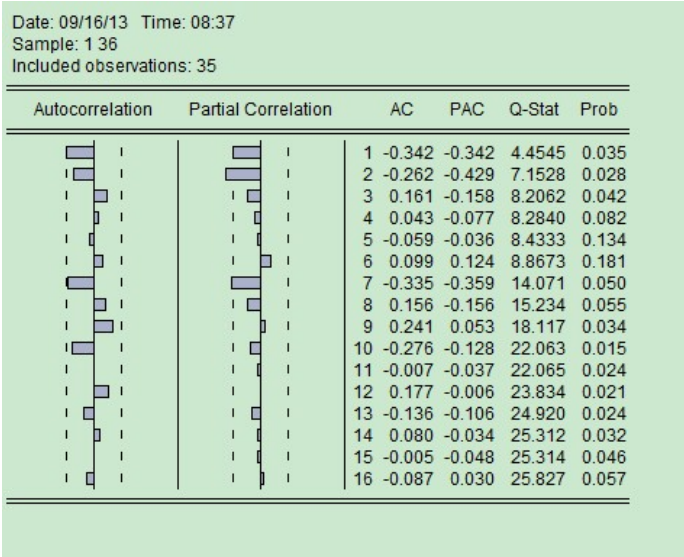 Date: 09/16/13 Time: 08:37
Sample: 1 36
Included observations: 35
Autocorrelation Partial Correlation AC PAC Q-Stat Prob
1 -0.342 -0.342 4.4545 0.035
2 -0.262 -0.429 7.1528 0.028
3 0.161 -0.158 8.2062 0.042
4 0.043 -0.077 8.2840 0.082
5 -0.059 -0.036 8.4333 0.134
6 0.099 0.124 8.8673 0.181
7 -0.335 -0.359 14.071 0.050
8 0.156 -0.156 15.234 0.055
9 0.241 0.053 18.117 0.034
10 -0.276 -0.128 22.063 0.015
11 -0.007 -0.037 22.065 0.024
12 0.177 -0.006 23.834 0.021
13 -0.136 -0.106 24.920 0.024
14 0.080 -0.034 25.312 0.032
15 -0.005 -0.048 25.314 0.046
16 -0.087 0.030 25.827 0.057